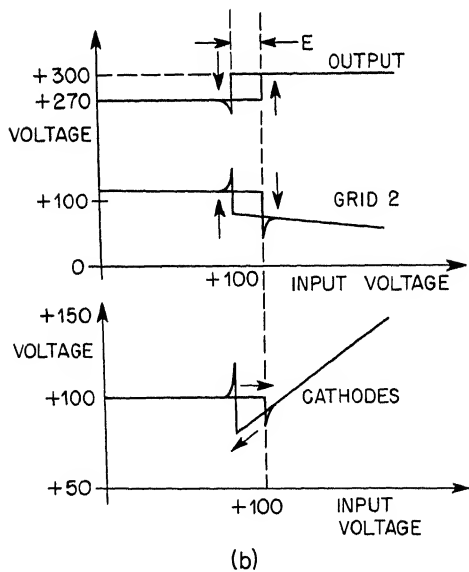 E
OUTPUT
+300
+270
VOLTAGE
+100
GRID 2
0
+100
INPUT VOLTAGE
+150
VOLTAGE
+100
CATHODES
+50
+100
INPUT
VOLTAGE
(b)